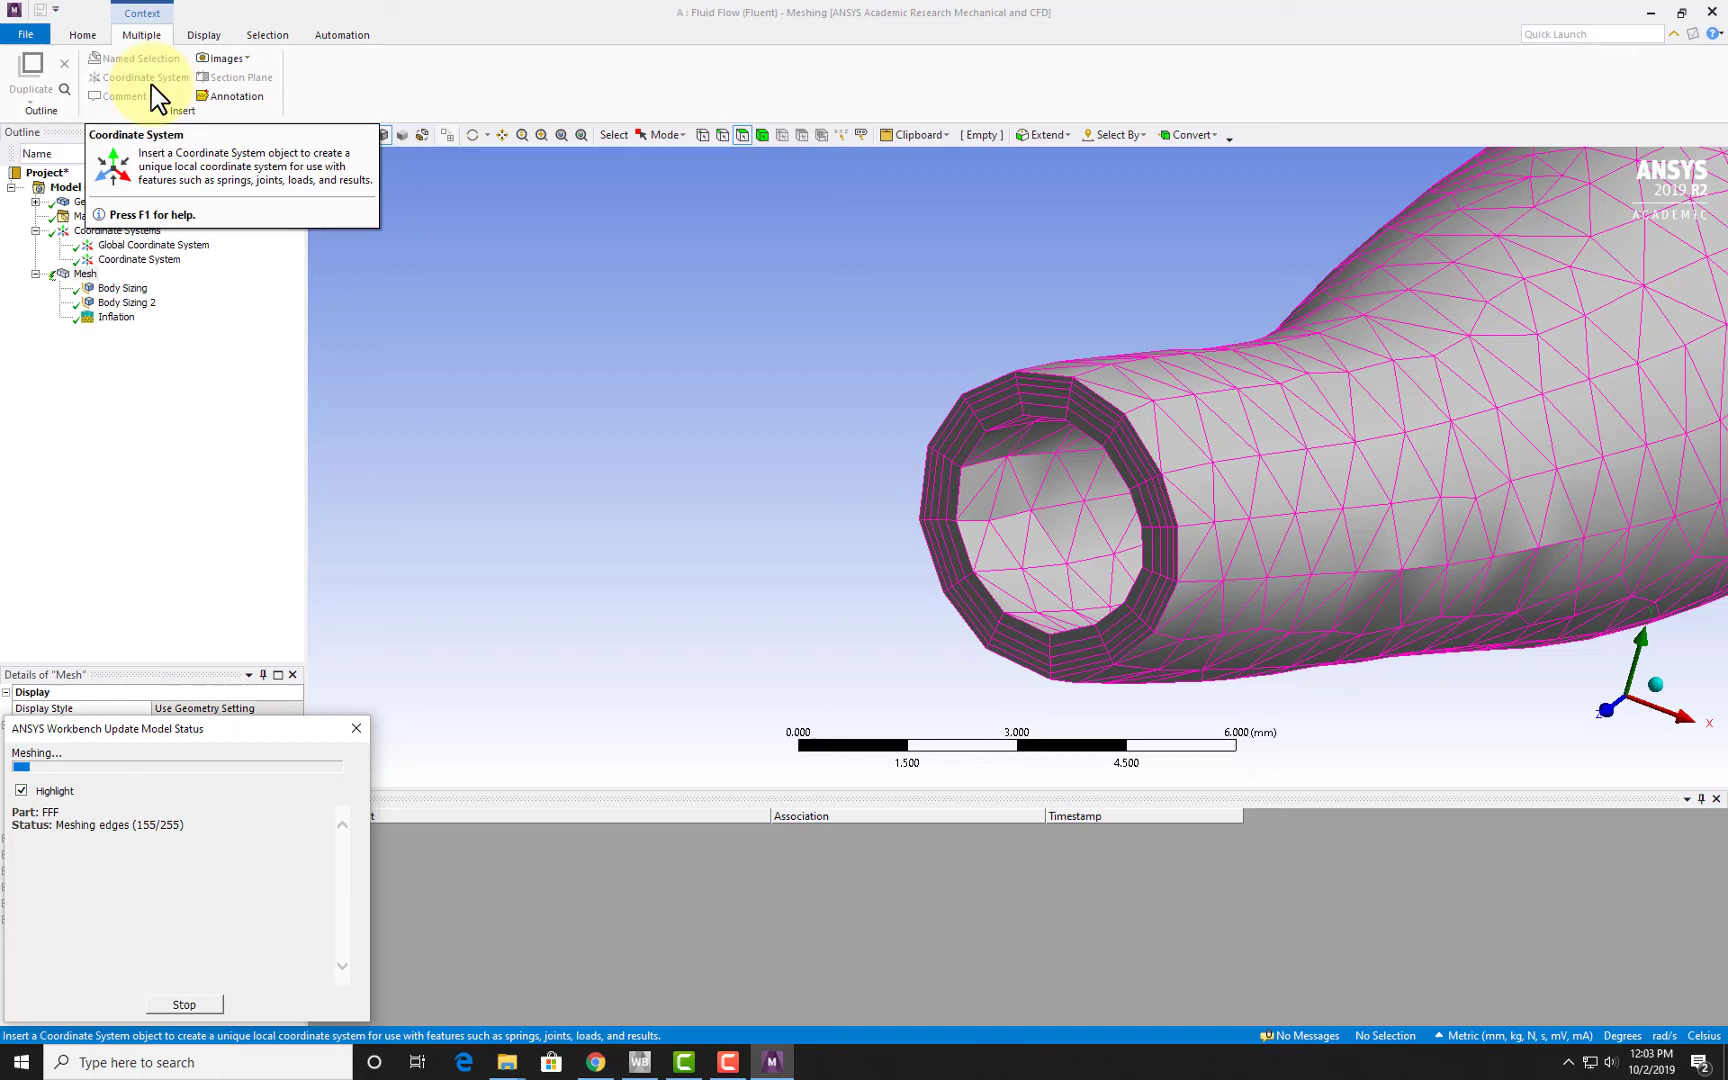 Context
A : Fluid Flow (Fluent) - Meshing [ANSYS Academic Research Mechanical and CFD]
File
Home
Multiple
Display
Selection
Automation
Quick Launch
Duplicate
Outline
Named Selection
Coordinate System
Comment
Images
Section Plane
Annotation
Insert
Outline
Name
Select
Mode
Clipboard
[ Empty ]
Extend
Select By
Convert
Coordinate System
Insert a Coordinate System object to create a
unique local coordinate system for use with
features such as springs, joints, loads, and results.
Press F1 for help.
Project*
Model
Ge
Ma
Coordinate Systems
Global Coordinate System
Coordinate System
Mesh
Body Sizing
Body Sizing 2
Inflation
ANSYS
2019 R2
ACADEMIC
X
Z
0.000
3.000
6.000 (mm)
1.500
4.500
Details of "Mesh"
Display
Display Style
Use Geometry Setting
ANSYS Workbench Update Model Status
Meshing...
Highlight
Part: FFF
Status: Meshing edges (155/255)
Stop
Association
Timestamp
Insert a Coordinate System object to create a unique local coordinate system for use with features such as springs, joints, loads, and results.
No Messages
No Selection
Metric (mm, kg, N, s, mV, mA)
Degrees
rad/s
Celsius
Type here to search
WB
M
12:03 PM
10/2/2019
2